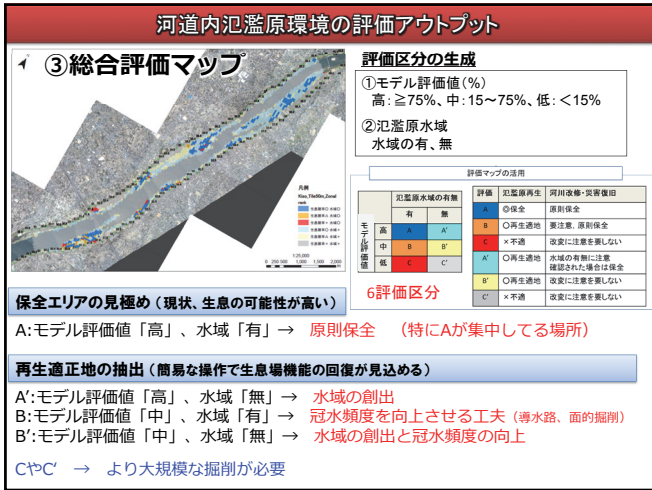 河道内氾濫原環境の評価アウトプット
③総合評価マップ
凡例
rank
1:25,000
0 250 500 1,000 1,500 2,000
評価区分の生成
①モデル評価値(%)
高:≧75%、中:15~75%、低:<15%
②氾濫原水域
水域の有、無
評価マップの活用
氾濫原水域の有無
有 無
モデル評価値
高 A A’
中 B B’
低 C C’
6評価区分
評価 氾濫原再生 河川改修・災害復旧
A ◎保全 原則保全
B ○再生適地 要注意, 原則保全
C ×不適 改変に注意を要しない
A’ ○再生適地 水域の有無に注意
確認された場合は保全
B’ ○再生適地 改変に注意を要しない
C’ ×不適 改変に注意を要しない
保全エリアの見極め(現状、生息の可能性が高い)
A:モデル評価値「高」、水域「有」→ 原則保全 (特にAが集中してる場所)
再生適正地の抽出(簡易な操作で生息場機能の回復が見込める)
A’:モデル評価値「高」、水域「無」→ 水域の創出
B:モデル評価値「中」、水域「有」→ 冠水頻度を向上させる工夫(導水路、面的掘削)
B’:モデル評価値「中」、水域「無」→ 水域の創出と冠水頻度の向上
CやC’ → より大規模な掘削が必要